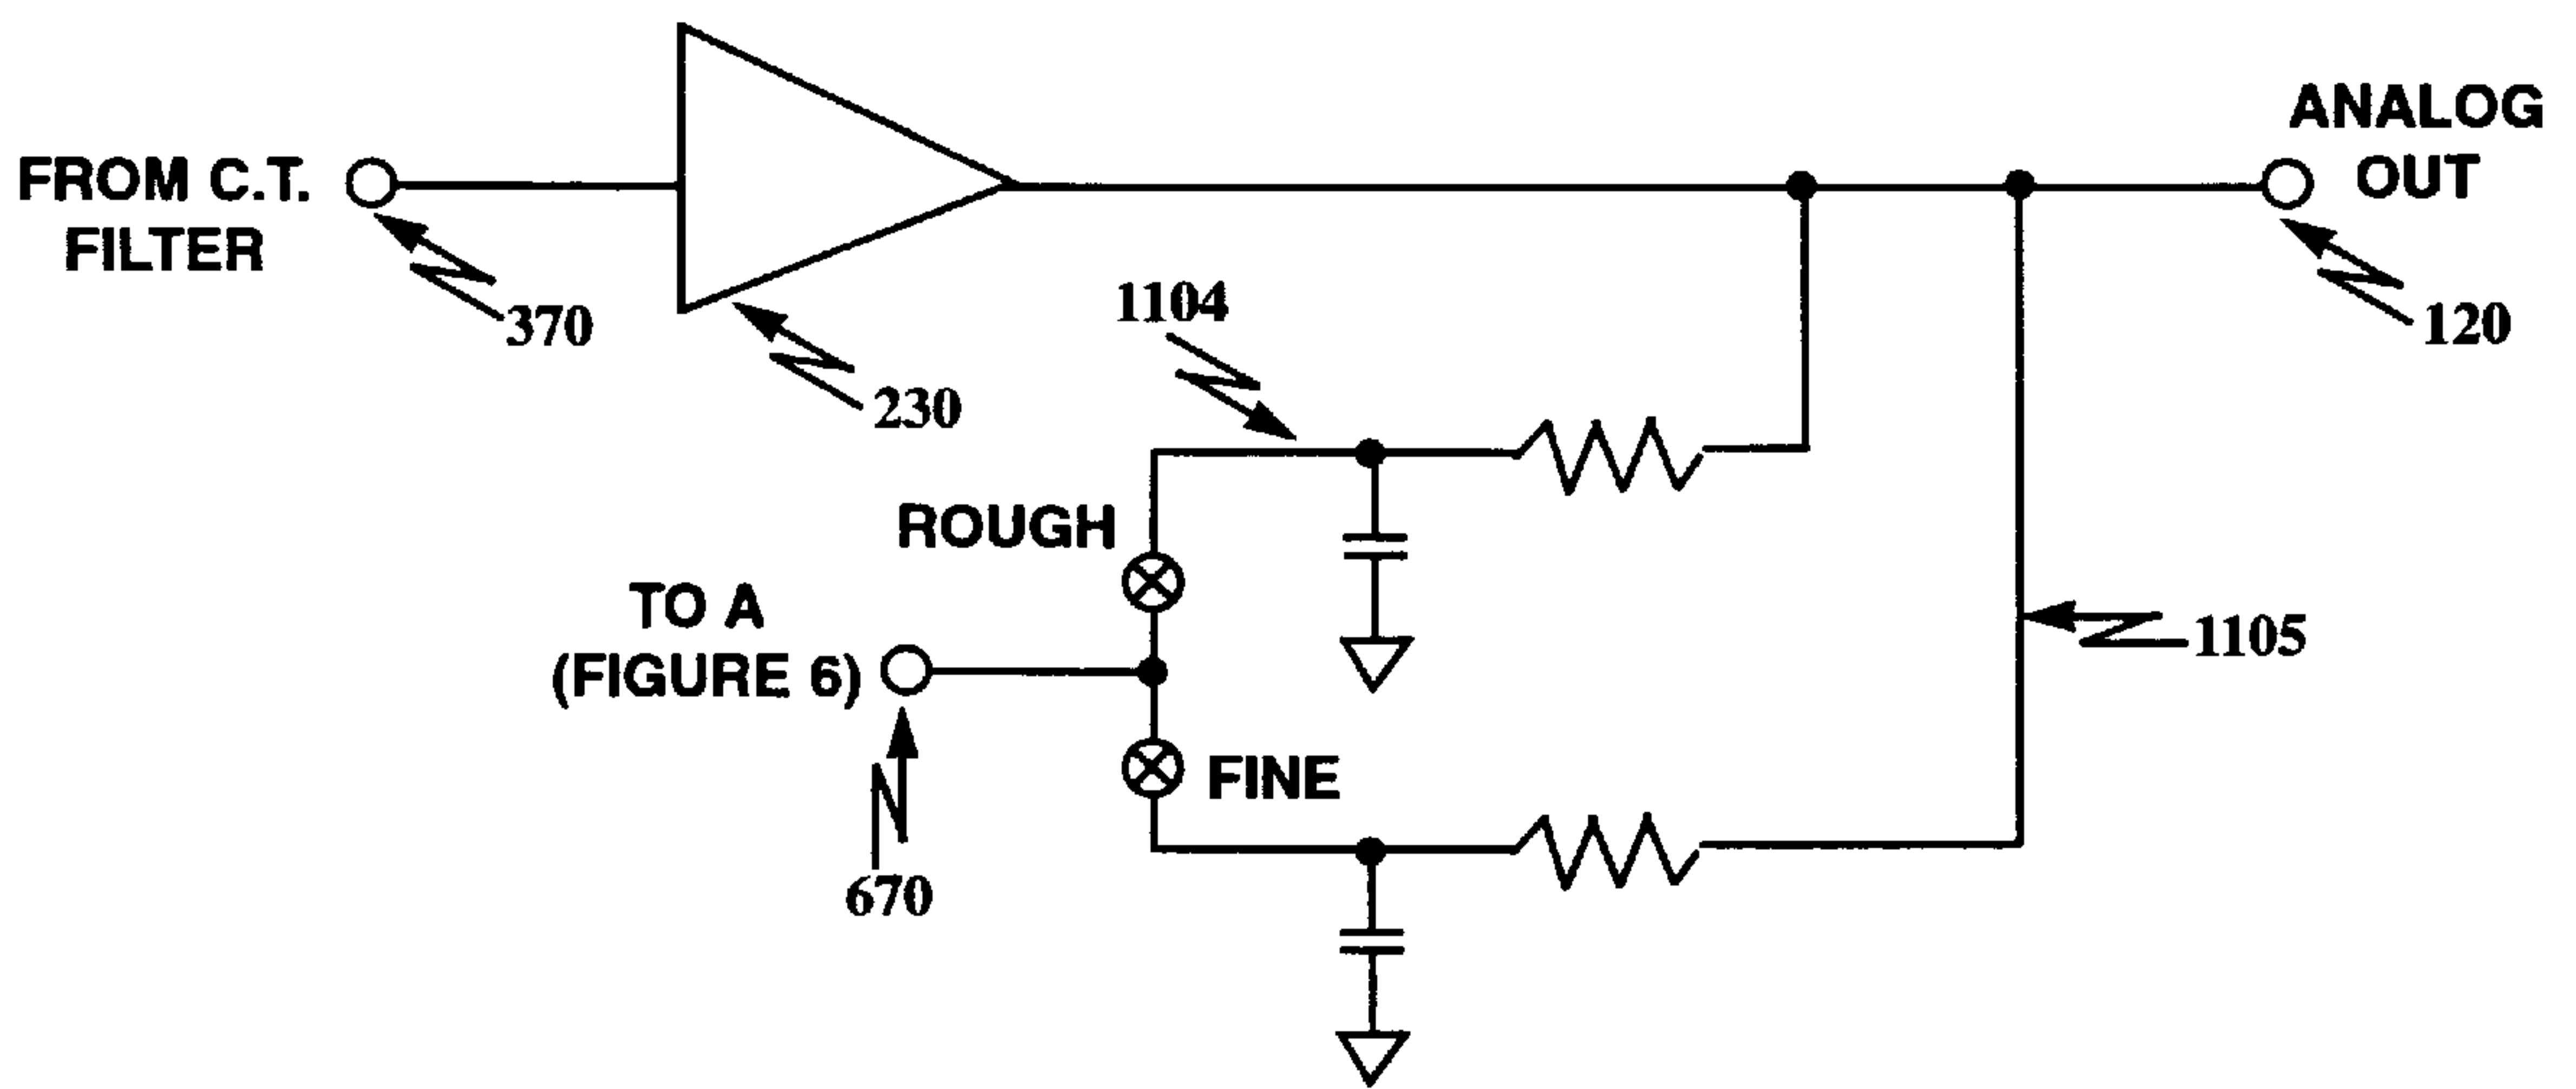 ANALOG
OUT
FROM C.T.
FILTER
370
230
1104
120
ROUGH
TO A
(FIGURE 6)
1105
FINE
670